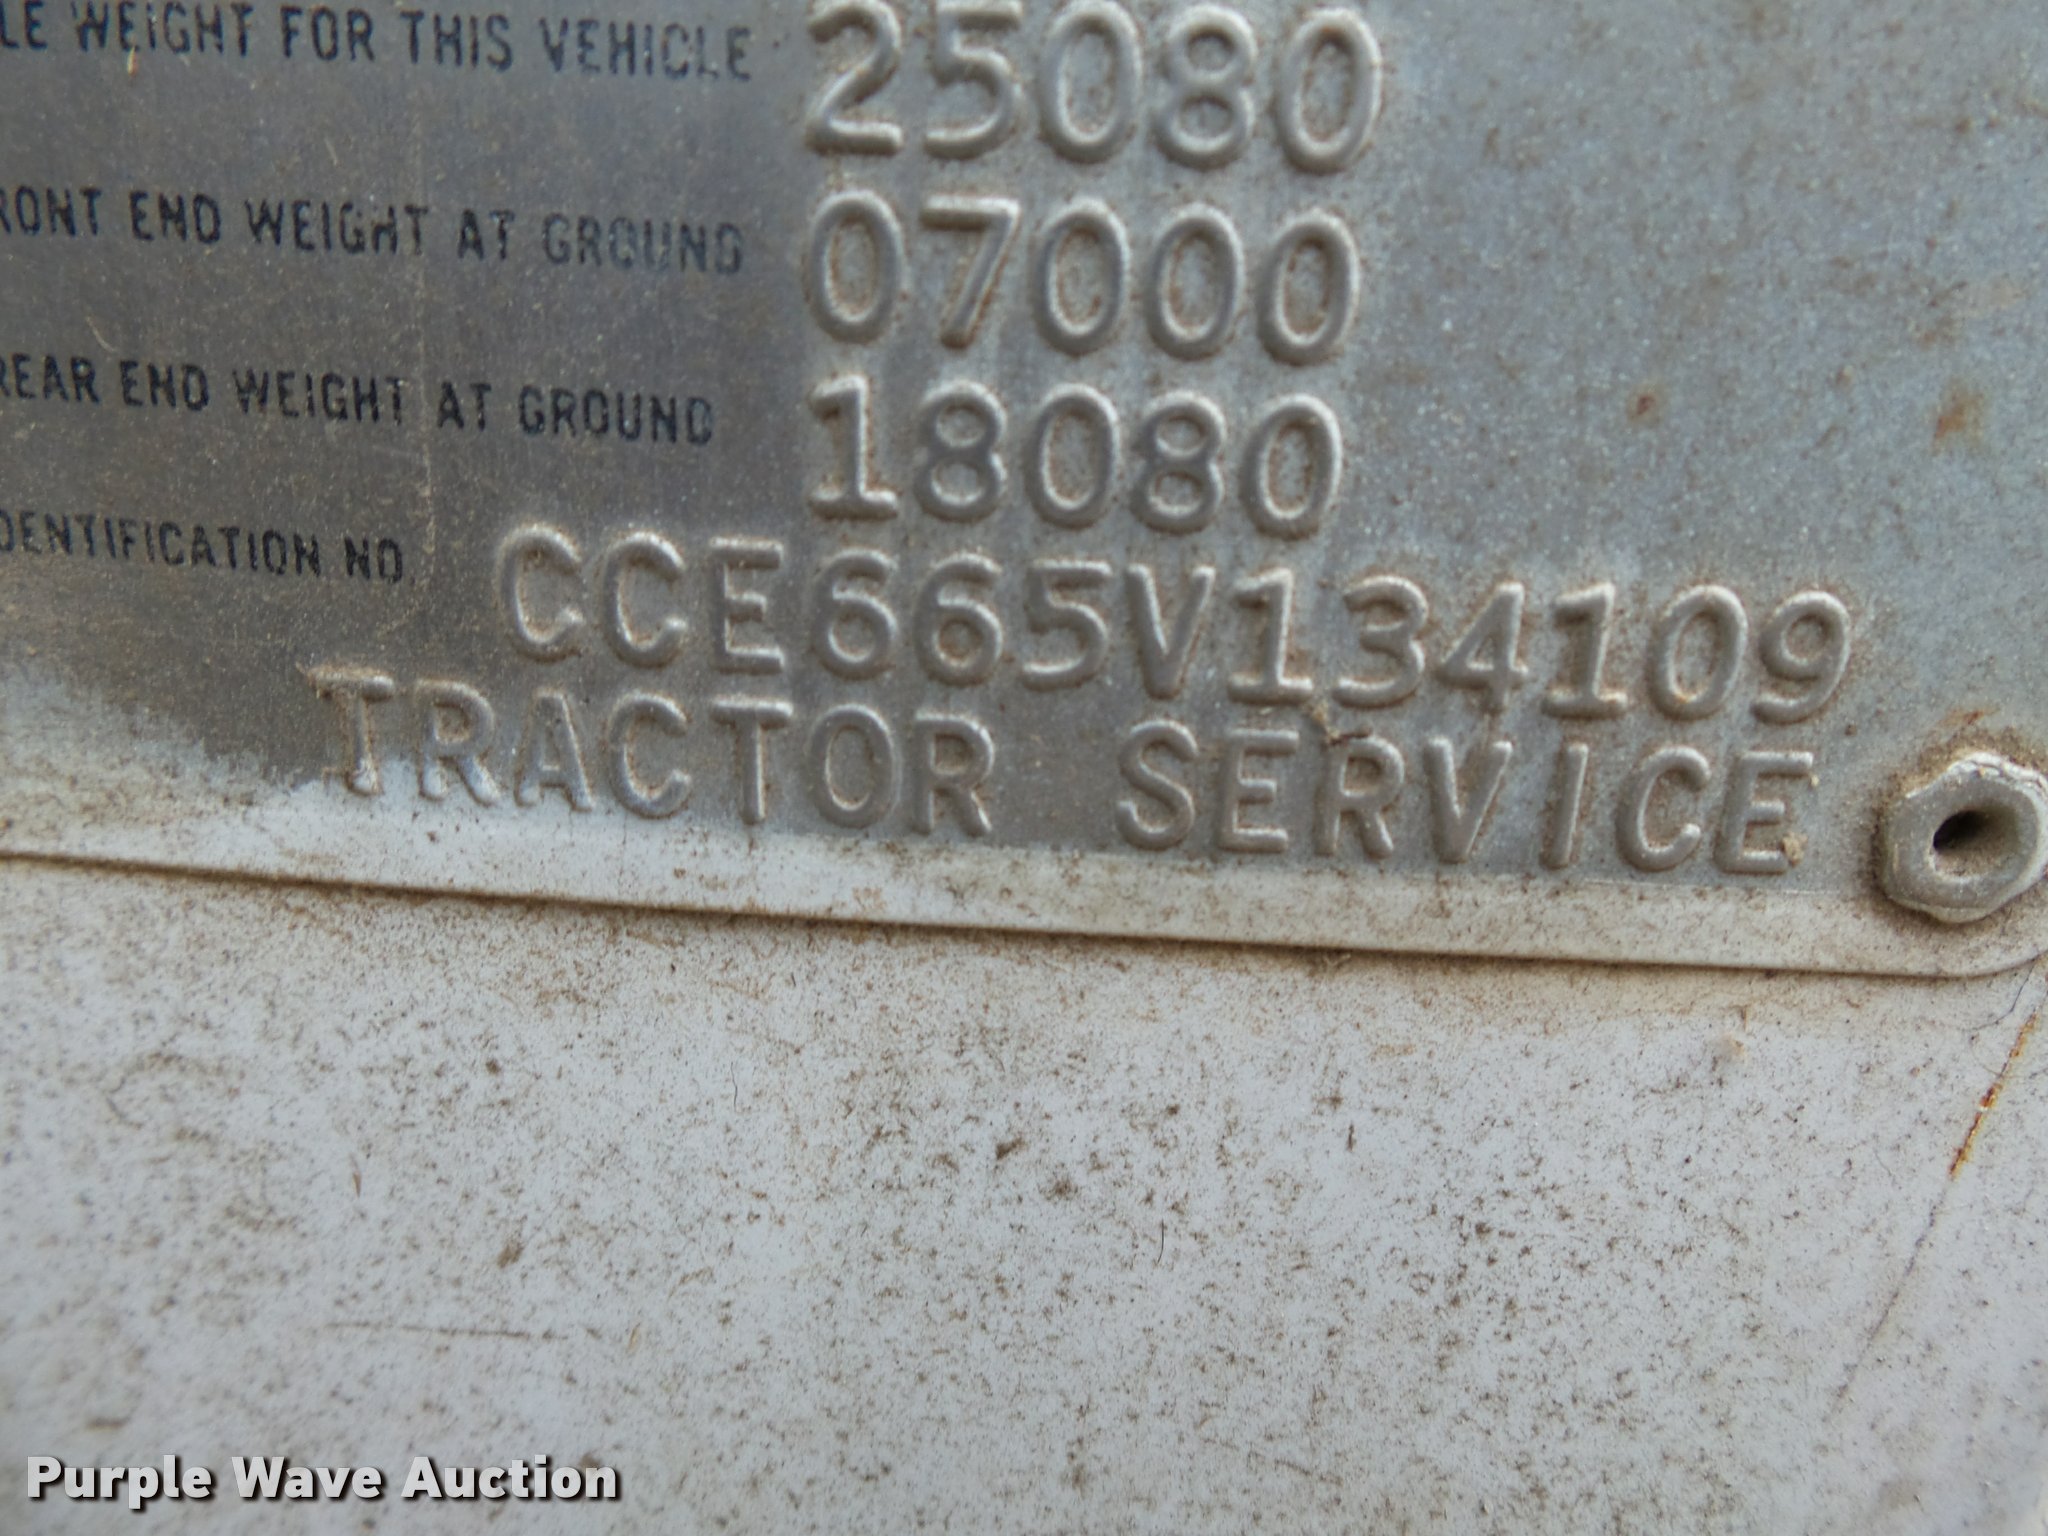 LE WEIGHT FOR THIS VEHICLE 25080
RONT END WEIGHT AT GROUND 07000
REAR END WEIGHT AT GROUND 18080
DENTIFICATION NO. CCE665V134109
TRACTOR SERVICE
Purple Wave Auction